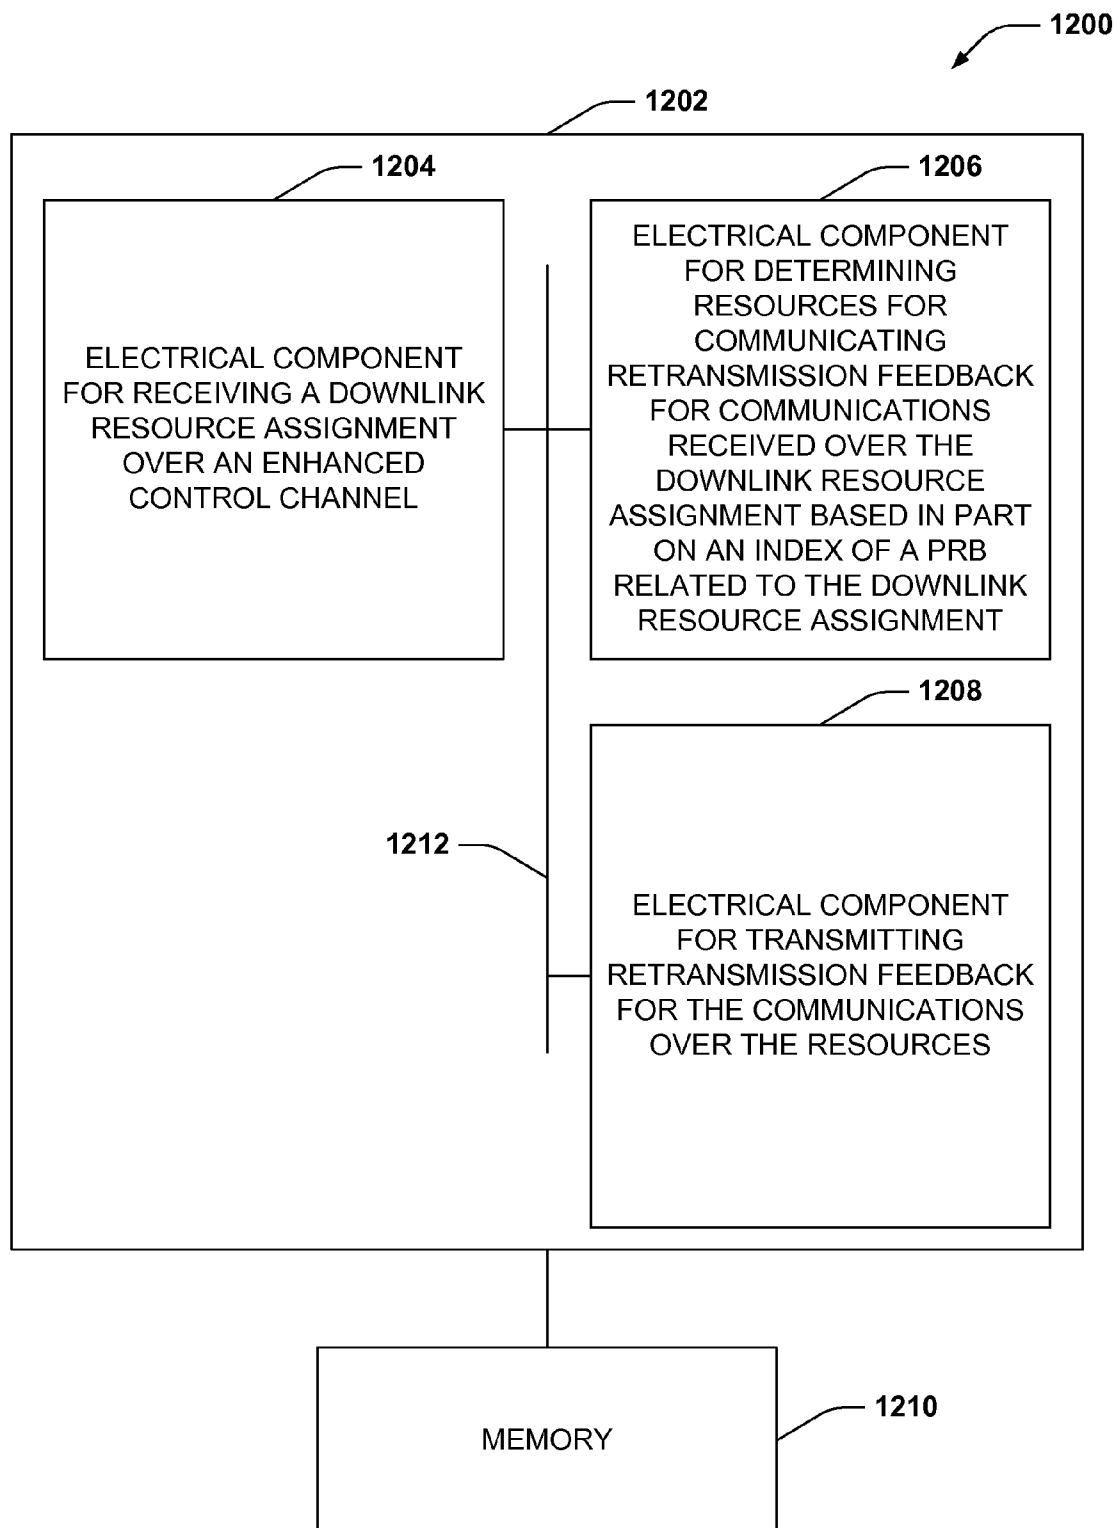 1200
1202
1204
1206
ELECTRICAL COMPONENT
FOR RECEIVING A DOWNLINK
RESOURCE ASSIGNMENT
OVER AN ENHANCED
CONTROL CHANNEL
ELECTRICAL COMPONENT
FOR DETERMINING
RESOURCES FOR
COMMUNICATING
RETRANSMISSION FEEDBACK
FOR COMMUNICATIONS
RECEIVED OVER THE
DOWNLINK RESOURCE
ASSIGNMENT BASED IN PART
ON AN INDEX OF A PRB
RELATED TO THE DOWNLINK
RESOURCE ASSIGNMENT
1208
1212
ELECTRICAL COMPONENT
FOR TRANSMITTING
RETRANSMISSION FEEDBACK
FOR THE COMMUNICATIONS
OVER THE RESOURCES
1210
MEMORY